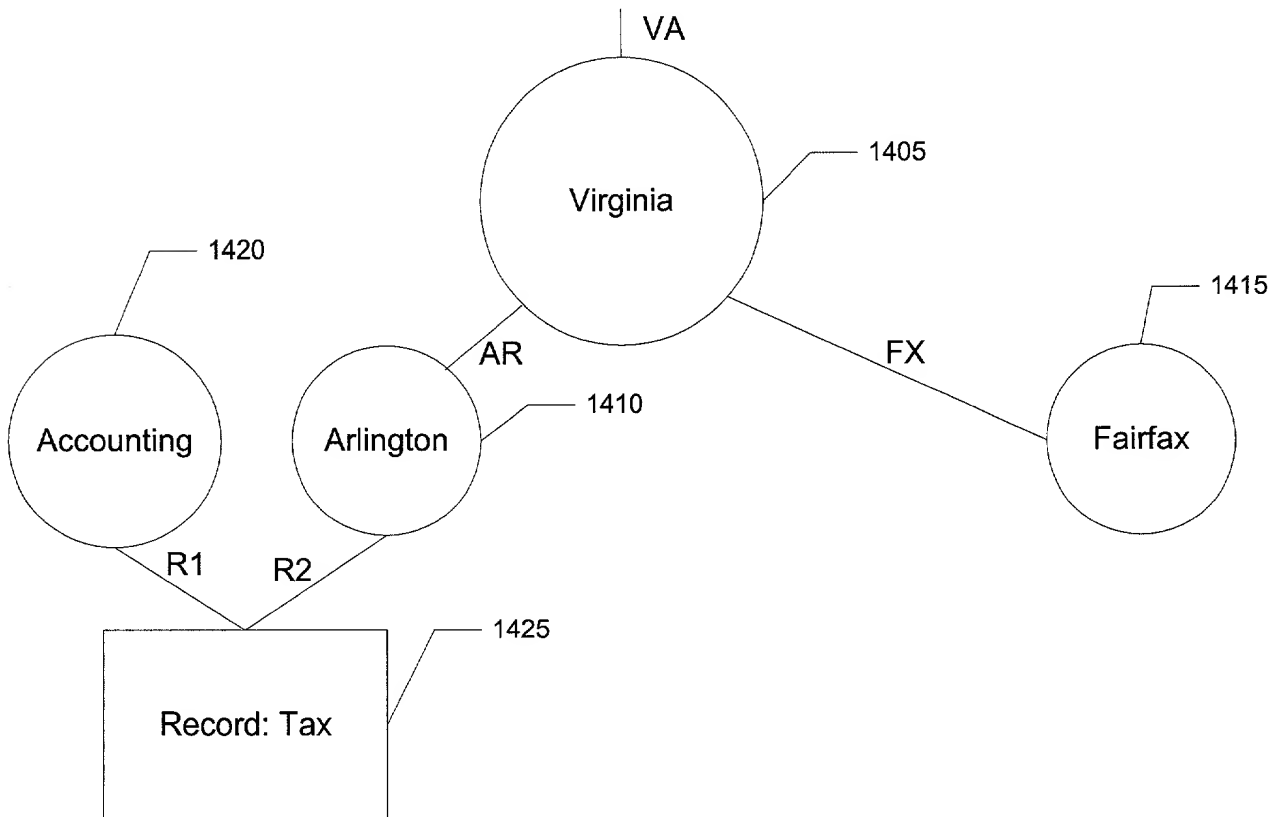 VA
1405
Virginia
1420
1415
AR
FX
1410
Accounting
Arlington
Fairfax
R1
R2
1425
Record: Tax